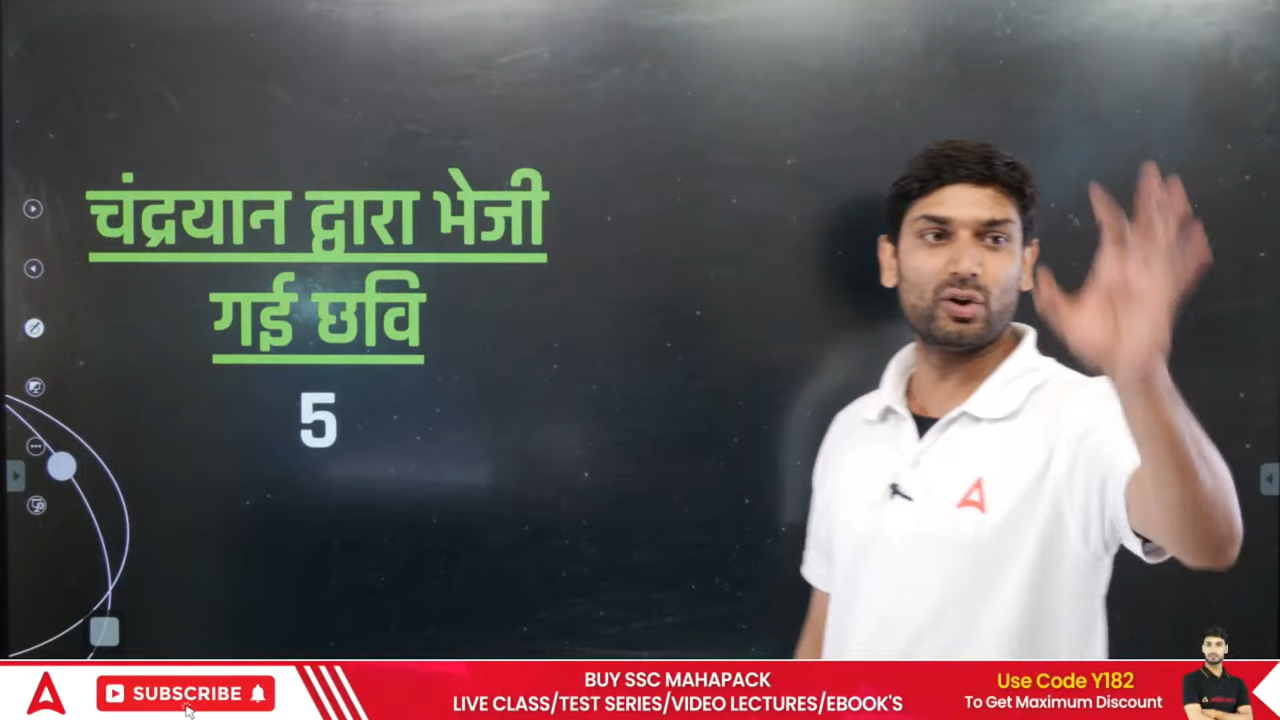 चंद्रयान द्वारा भेजी
गई छवि
5
SUBSCRIBE
BUY SSC MAHAPACK
LIVE CLASS/TEST SERIES/VIDEO LECTURES/EBOOK'S
Use Code Y182
To Get Maximum Discount